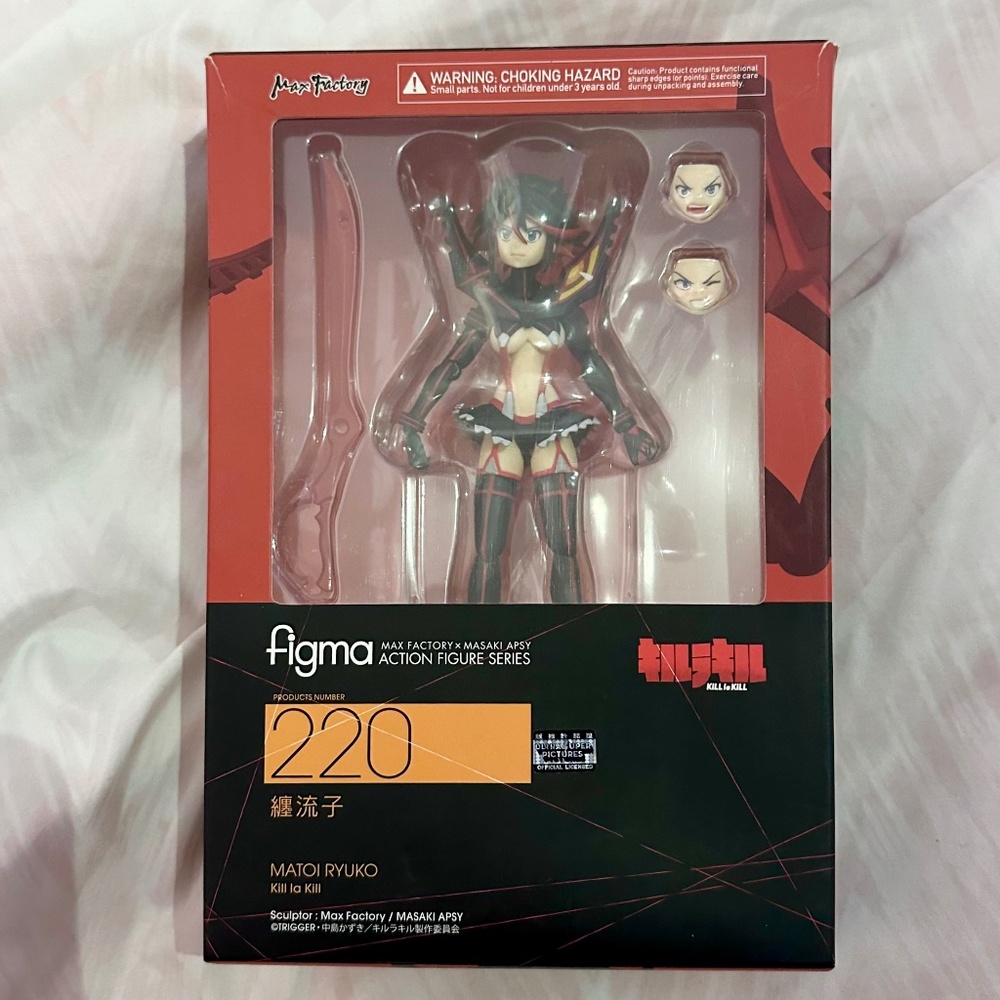 Max Factory
WARNING: CHOKING HAZARD
Small parts. Not for children under 3 years old.
Caution: Product contains functional
sharp edges (or points). Exercise care
during unpacking and assembly.
figma
MAX FACTORY×MASAKI APSY
ACTION FIGURE SERIES
キルラキル
KILL la KILL
PRODUCTS NUMBER
220
PICTURES
OFFICIAL LICENSED
纏流子
MATOI RYUKO
Kill la Kill
Sculptor : Max Factory / MASAKI APSY
©TRIGGER・中島かずき／キルラキル製作委員会